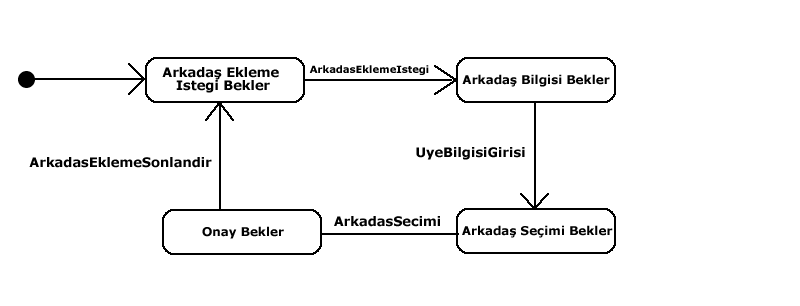 Arkadaş Ekleme
Istegi Bekler
ArkadasEklemeIstegi
Arkadaş Bilgisi Bekler
UyeBilgisiGirisi
ArkadasEklemeSonlandir
Onay Bekler
ArkadasSecimi
Arkadaş Seçimi Bekler